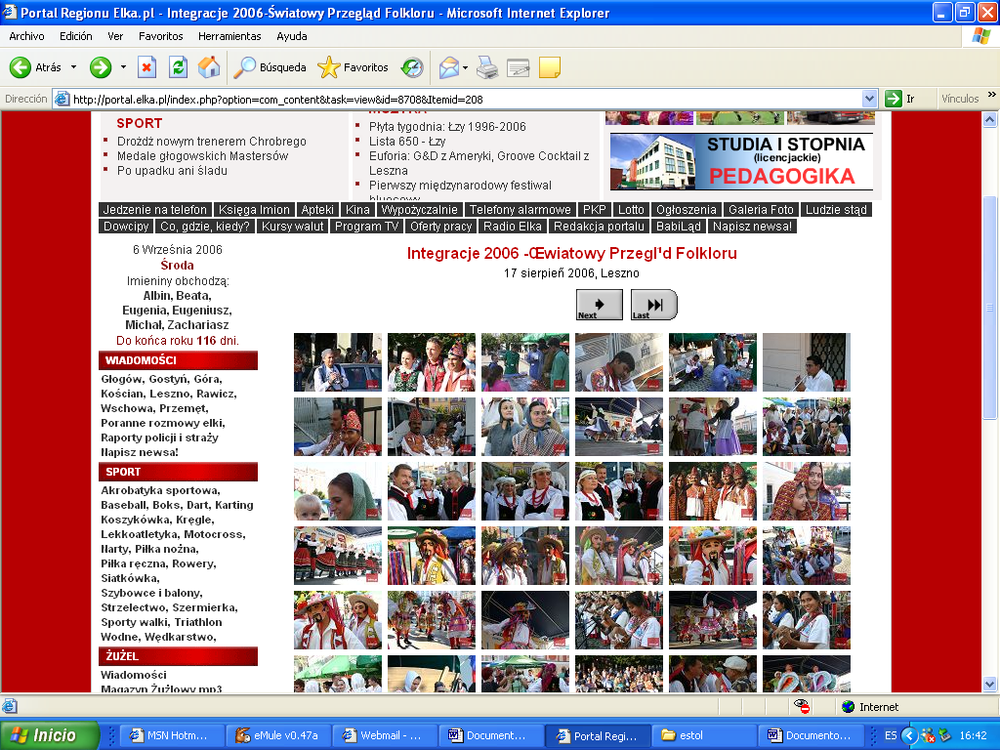 Portal Regionu Elka.pl - Integracje 2006-Światowy Przegląd Folkloru - Microsoft Internet Explorer
Archivo Edición Ver Favoritos Herramientas Ayuda
Atrás Búsqueda Favoritos
Dirección http://portal.elka.pl/index.php?option=com_content&task=view&id=8708&Itemid=208 Ir Vínculos »
SPORT
Drożdż nowym trenerem Chrobrego
Medale głogowskich Mastersów
Po upadku ani śladu
MUZYKA
Płyta tygodnia: Łzy 1996-2006
Lista 650 - Łzy
Euforia: G&D z Ameryki, Groove Cocktail z
Leszna
Pierwszy międzynarodowy festiwal
bluesowy
STUDIA I STOPNIA
(licencjackie)
PEDAGOGIKA
Jedzenie na telefon Księga Imion Apteki Kina Wypożyczalnie Telefony alarmowe PKP Lotto Ogłoszenia Galeria Foto Ludzie stąd
Dowcipy Co, gdzie, kiedy? Kursy walut Program TV Oferty pracy Radio Elka Redakcja portalu BabiLąd Napisz newsa!
6 Września 2006
Środa
Imieniny obchodzą:
Albin, Beata,
Eugenia, Eugeniusz,
Michał, Zachariasz
Do końca roku 116 dni.
WIADOMOŚCI
Głogów, Gostyń, Góra,
Kościan, Leszno, Rawicz,
Wschowa, Przemęt,
Poranne rozmowy elki,
Raporty policji i straży
Napisz newsa!
SPORT
Akrobatyka sportowa,
Baseball, Boks, Dart, Karting
Koszykówka, Kręgle,
Lekkoatletyka, Motocross,
Narty, Piłka nożna,
Piłka ręczna, Rowery,
Siatkówka,
Szybowce i balony,
Strzelectwo, Szermierka,
Sporty walki, Triathlon
Wodne, Wędkarstwo,
ŻUŻEL
Wiadomości
Magazyn Żużlowy mp3
Integracje 2006 -Œwiatowy Przegl'd Folkloru
17 sierpień 2006, Leszno
Next Last
Internet
Inicio MSN Hotm... eMule v0.47a Webmail - ... Document... Portal Regi... estol Documento... ES 16:42